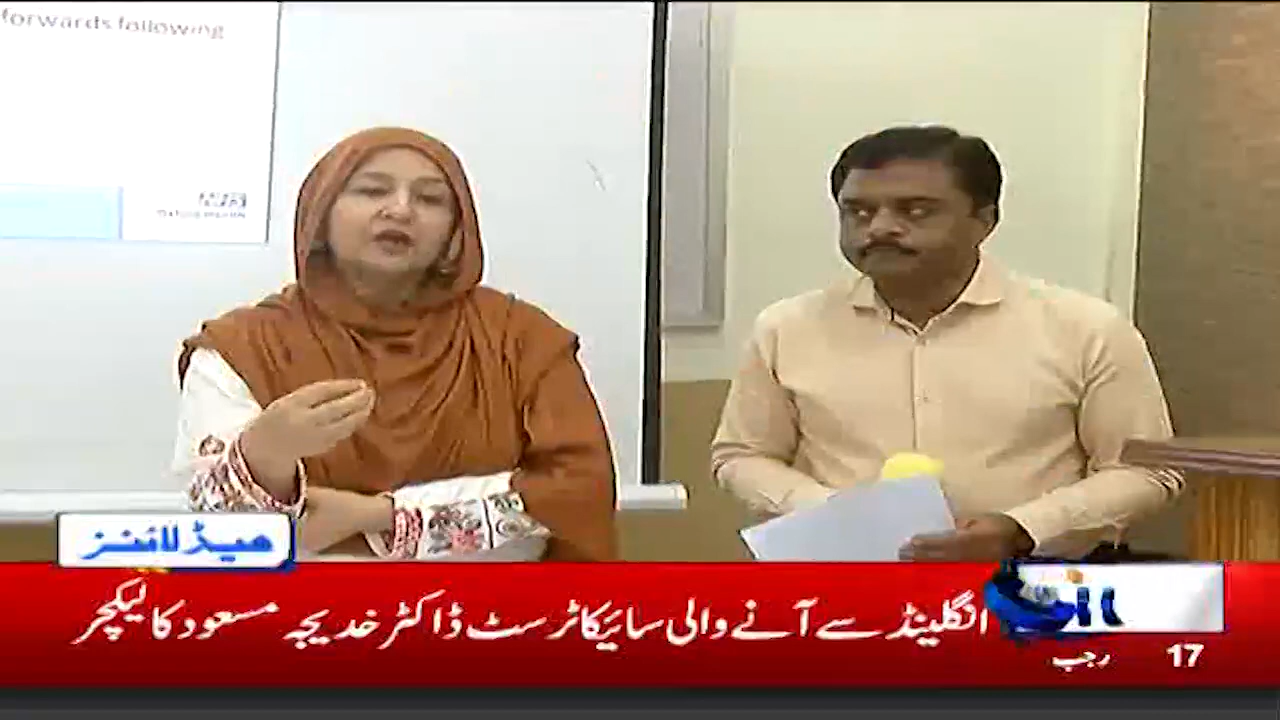 forwards following
ہیڈ لائنز
انگلینڈ سے آنے والی سائیکاٹرسٹ ڈاکٹر خدیجہ مسعود کا لیکچر
17 رجب